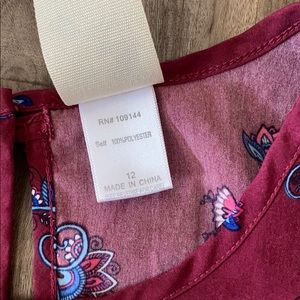 RN# 109144
Self 100%POLYESTER
12
MADE IN CHINA